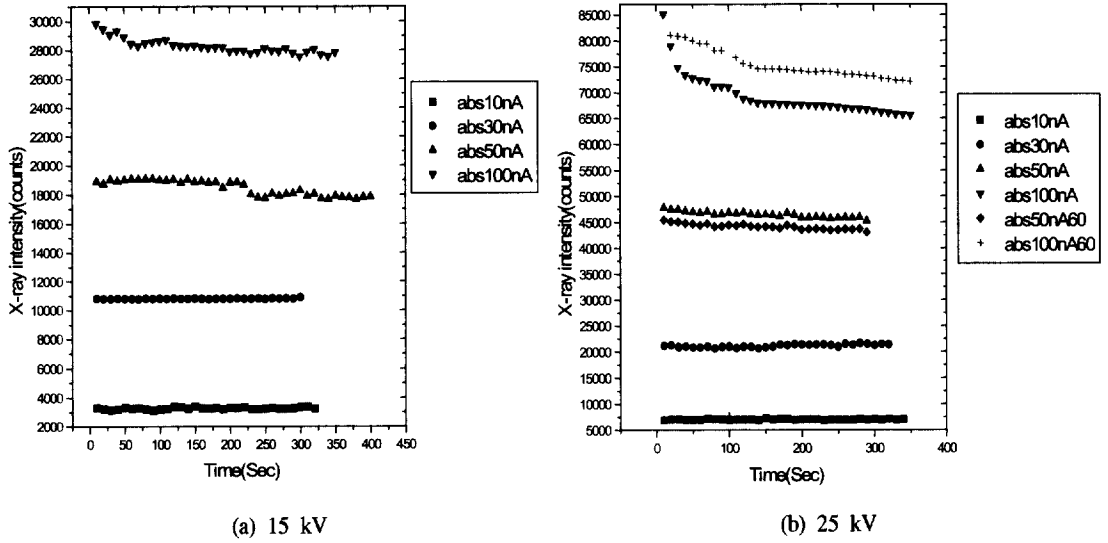 30000
28000
26000
24000
22000
20000
18000
16000
14000
12000
10000
8000
6000
4000
2000
X-ray intensity(counts)
0 50 100 150 200 250 300 350 400 450
Time(Sec)
abs10nA
abs30nA
abs50nA
abs100nA
(a) 15 kV
85000
80000
75000
70000
65000
60000
55000
50000
45000
40000
35000
30000
25000
20000
15000
10000
5000
X-ray intensity(counts)
0 100 200 300 400
Time(Sec)
abs10nA
abs30nA
abs50nA
abs100nA
abs50nA60
abs100nA60
(b) 25 kV